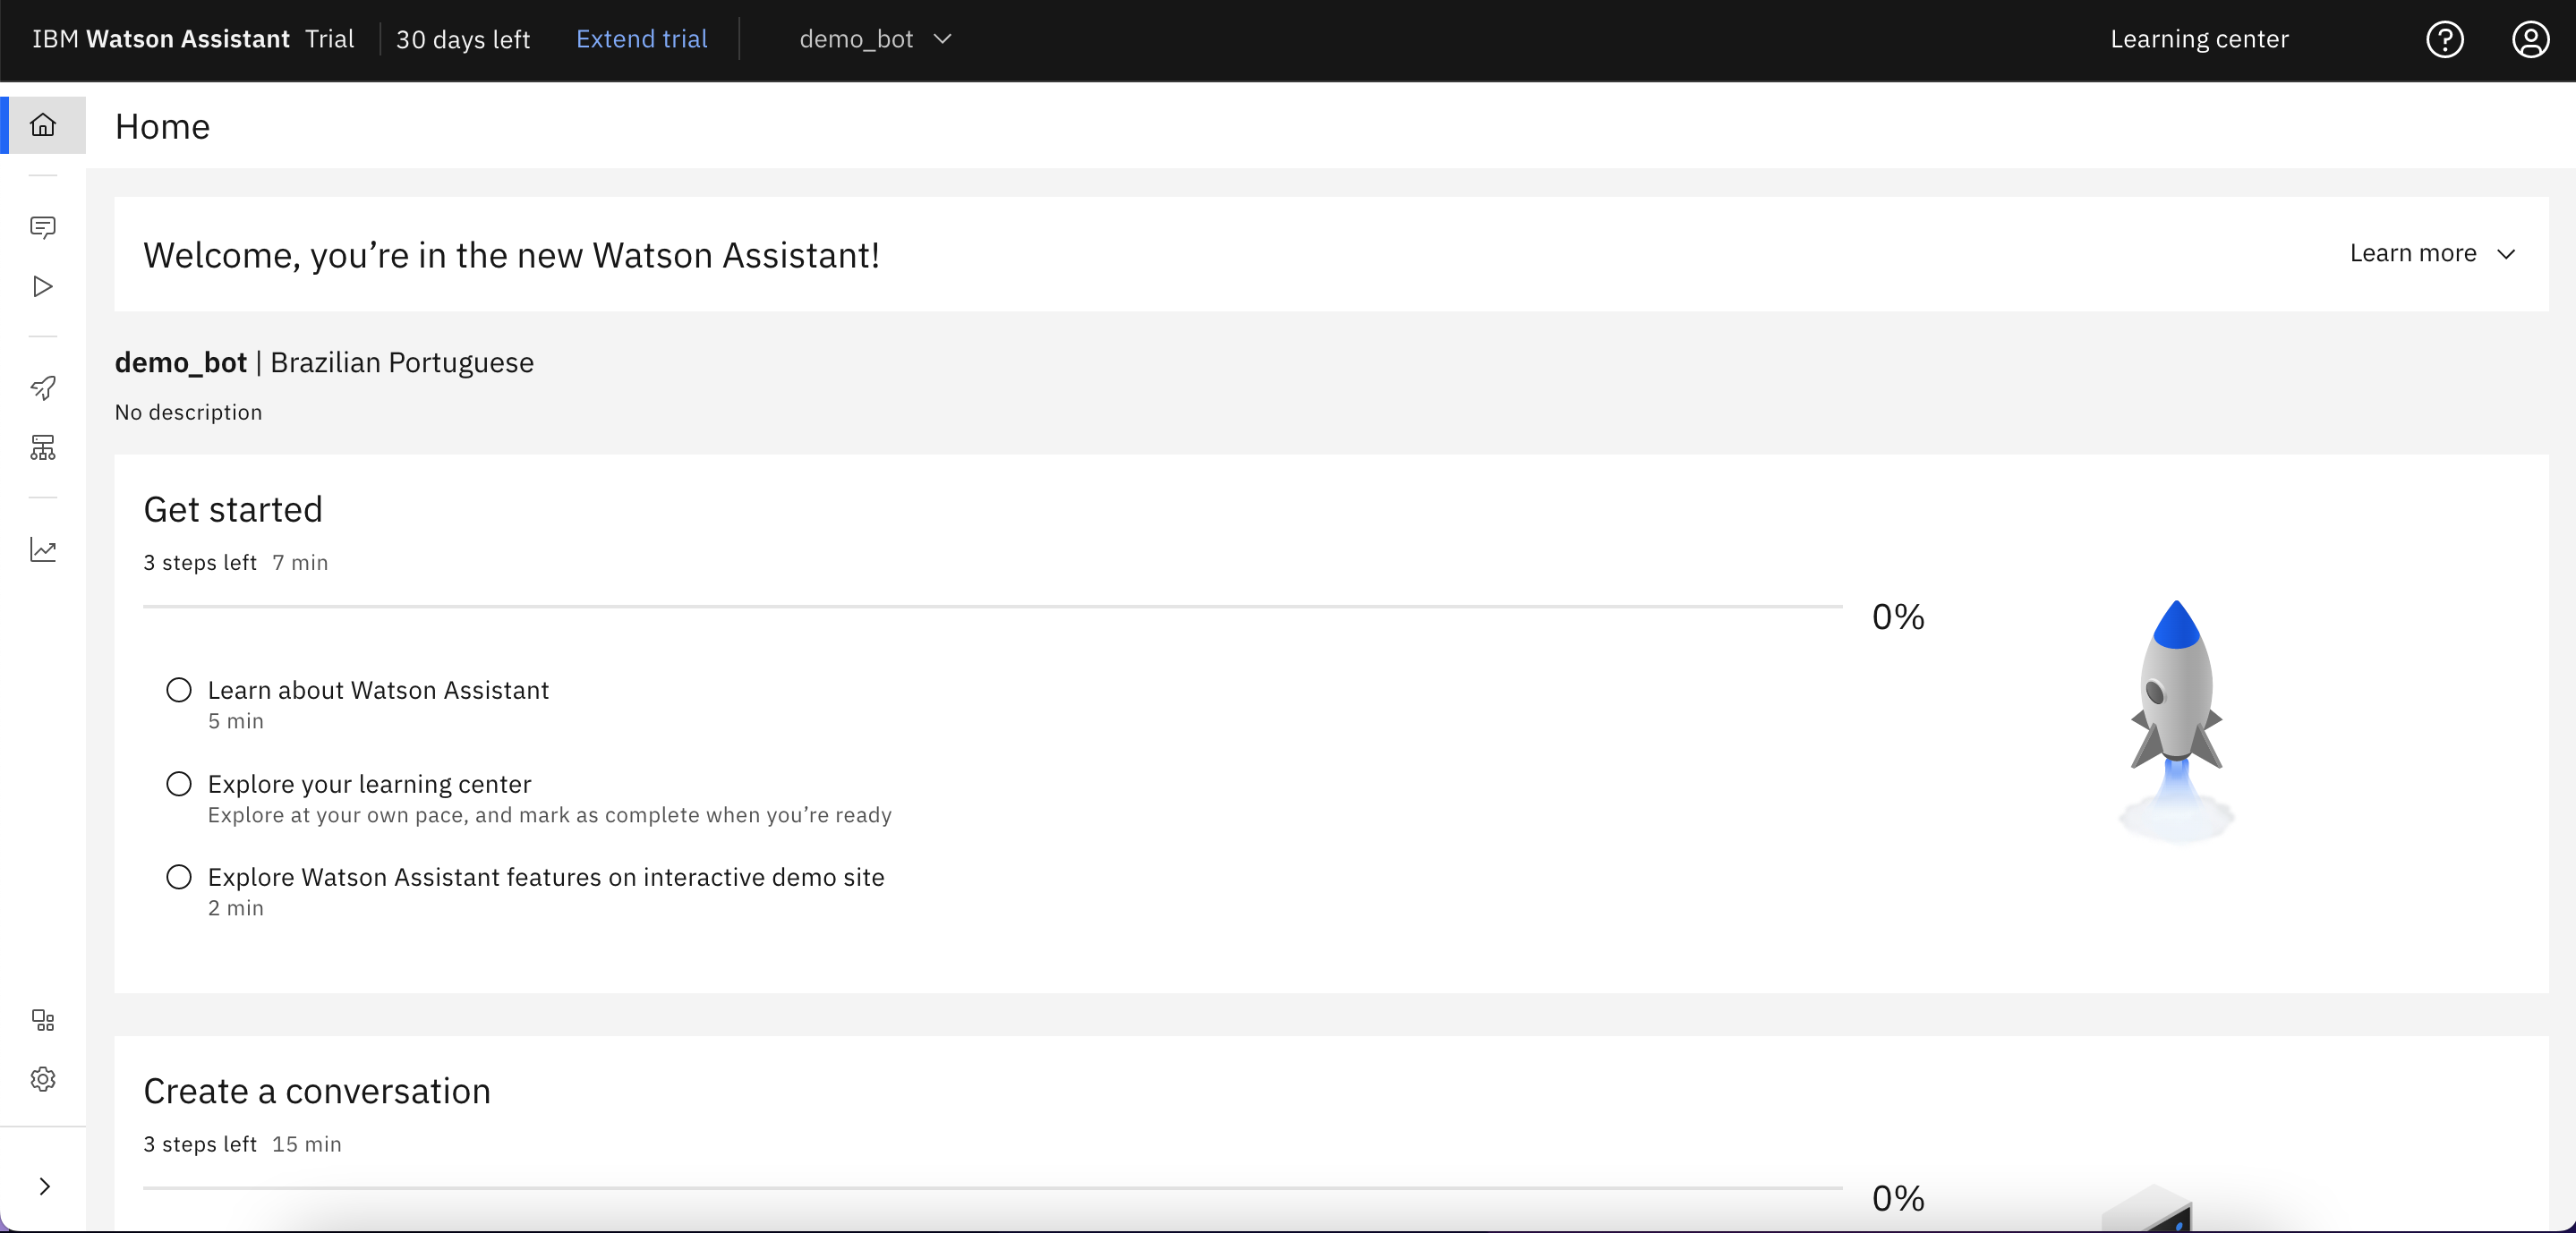 IBM Watson Assistant Trial 30 days left Extend trial demo_bot Learning center
Home
Welcome, you’re in the new Watson Assistant! Learn more
demo_bot | Brazilian Portuguese
No description
Get started
3 steps left 7 min
0%
Learn about Watson Assistant
5 min
Explore your learning center
Explore at your own pace, and mark as complete when you’re ready
Explore Watson Assistant features on interactive demo site
2 min
Create a conversation
3 steps left 15 min
0%